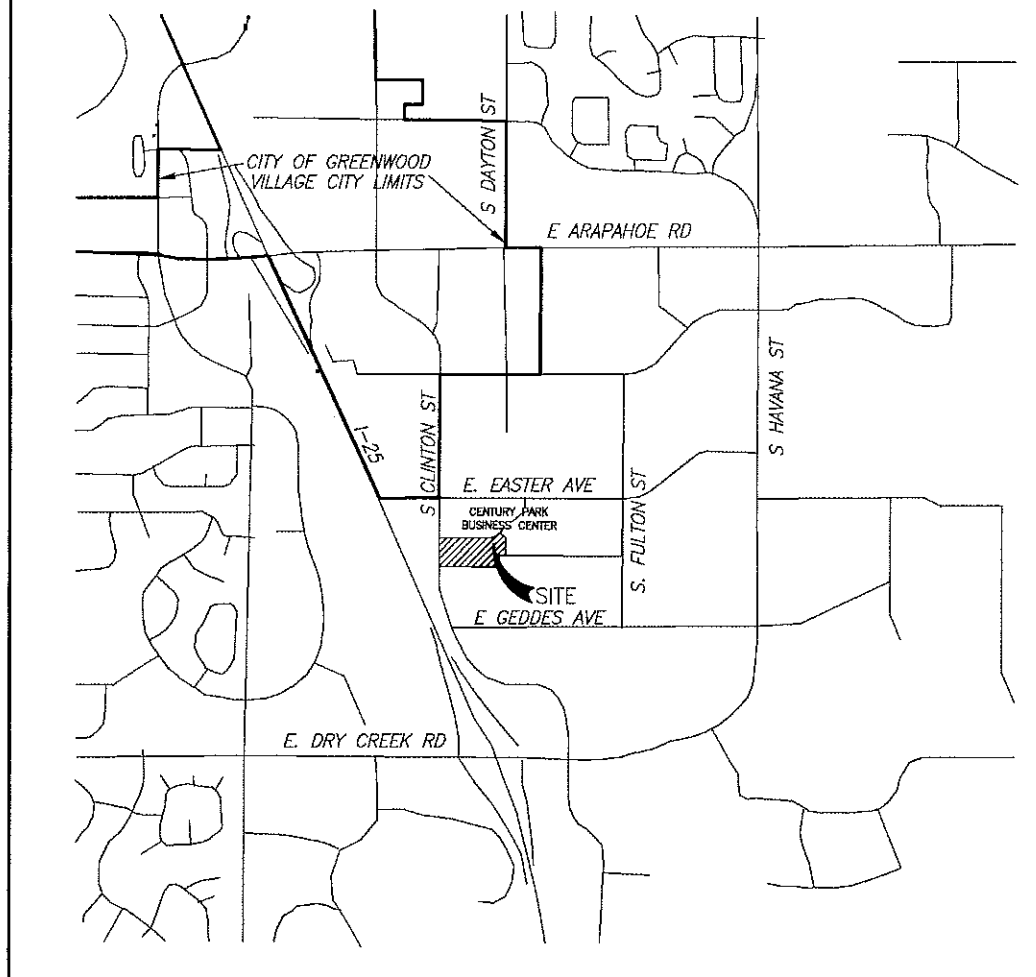 CITY OF GREENWOOD
VILLAGE CITY LIMITS
S DAYTON ST
E ARAPAHOE RD
S HAVANA ST
I-25
S CLINTON ST
E. EASTER AVE
CENTURY PARK
BUSINESS CENTER
S. FULTON ST
SITE
E GEDDES AVE
E. DRY CREEK RD